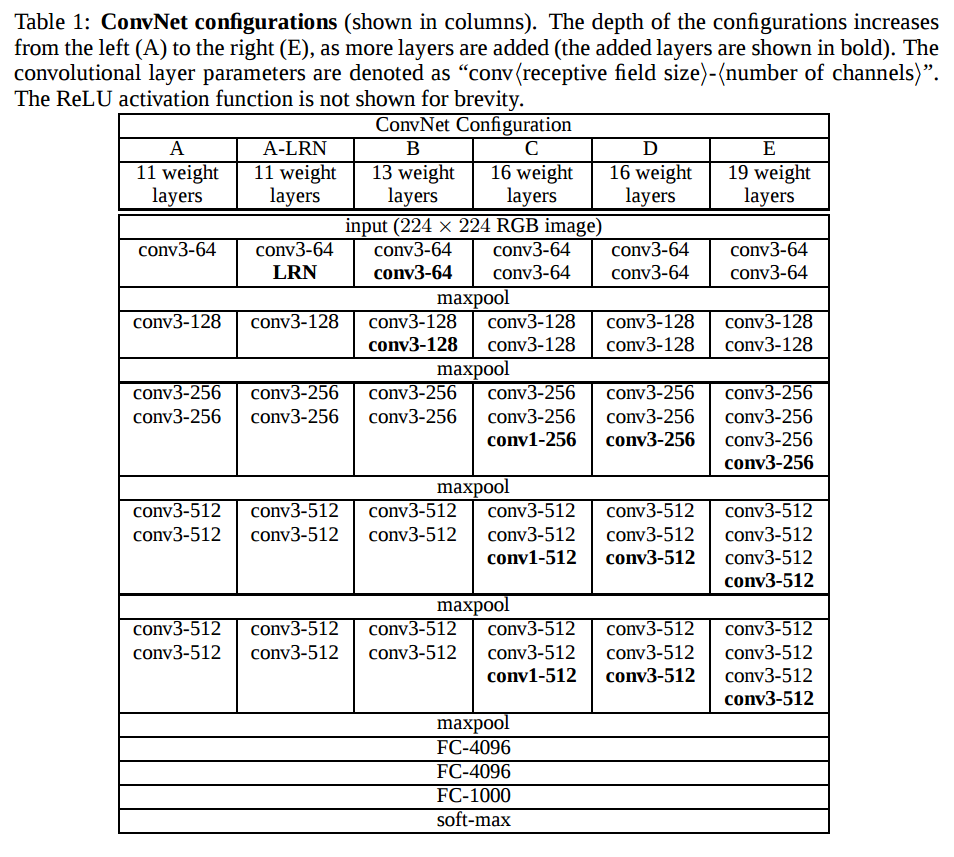 Table 1: ConvNet configurations (shown in columns). The depth of the configurations increases
from the left (A) to the right (E), as more layers are added (the added layers are shown in bold). The
convolutional layer parameters are denoted as “conv⟨receptive field size⟩-⟨number of channels⟩”.
The ReLU activation function is not shown for brevity.
ConvNet Configuration
A A-LRN B C D E
11 weight 11 weight 13 weight 16 weight 16 weight 19 weight
layers layers layers layers layers layers
input (224 × 224 RGB image)
conv3-64 conv3-64 conv3-64 conv3-64 conv3-64 conv3-64
LRN conv3-64 conv3-64 conv3-64 conv3-64
maxpool
conv3-128 conv3-128 conv3-128 conv3-128 conv3-128 conv3-128
conv3-128 conv3-128 conv3-128 conv3-128
maxpool
conv3-256 conv3-256 conv3-256 conv3-256 conv3-256 conv3-256
conv3-256 conv3-256 conv3-256 conv3-256 conv3-256 conv3-256
conv1-256 conv3-256 conv3-256
conv3-256
maxpool
conv3-512 conv3-512 conv3-512 conv3-512 conv3-512 conv3-512
conv3-512 conv3-512 conv3-512 conv3-512 conv3-512 conv3-512
conv1-512 conv3-512 conv3-512
conv3-512
maxpool
conv3-512 conv3-512 conv3-512 conv3-512 conv3-512 conv3-512
conv3-512 conv3-512 conv3-512 conv3-512 conv3-512 conv3-512
conv1-512 conv3-512 conv3-512
conv3-512
maxpool
FC-4096
FC-4096
FC-1000
soft-max